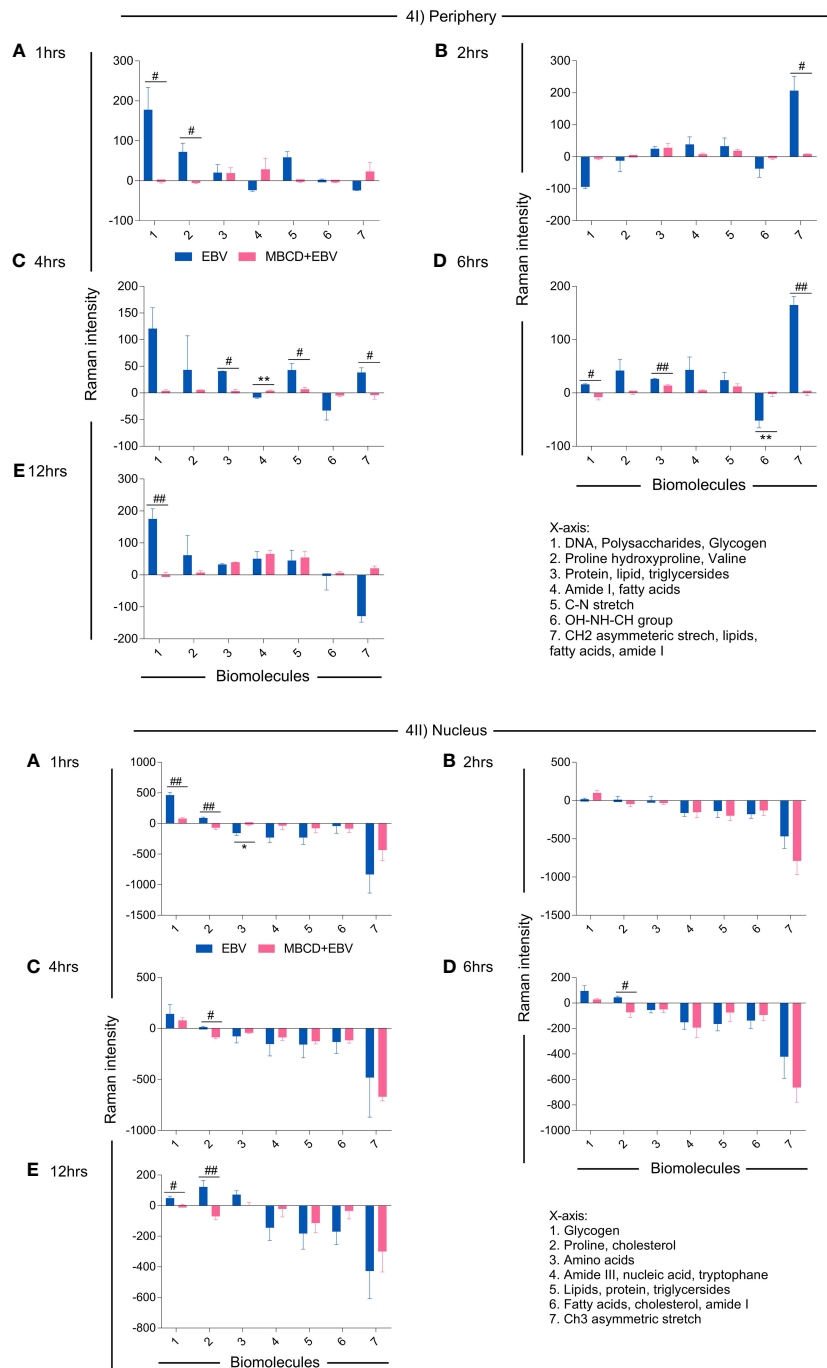 4I) Periphery
A 1hrs
300
200
100
0
-100
#
#
1 2 3 4 5 6 7
B 2hrs
300
200
100
0
-100
-200
#
1 2 3 4 5 6 7
EBV MBCD+EBV
Raman intensity
Raman intensity
C 4hrs
200
150
100
50
0
-50
-100
#
**
#
#
1 2 3 4 5 6 7
D 6hrs
200
100
0
-100
#
##
**
##
1 2 3 4 5 6 7
Biomolecules
E 12hrs
300
200
100
0
-100
-200
##
1 2 3 4 5 6 7
Biomolecules
X-axis:
1. DNA, Polysaccharides, Glycogen
2. Proline hydroxyproline, Valine
3. Protein, lipid, triglycersides
4. Amide I, fatty acids
5. C-N stretch
6. OH-NH-CH group
7. CH2 asymmeteric strech, lipids,
fatty acids, amide I
4II) Nucleus
A 1hrs
1000
500
0
-500
-1000
-1500
##
##
*
1 2 3 4 5 6 7
B 2hrs
500
0
-500
-1000
-1500
1 2 3 4 5 6 7
EBV MBCD+EBV
Raman intensity
Raman intensity
C 4hrs
500
0
-500
-1000
#
1 2 3 4 5 6 7
D 6hrs
200
0
-200
-400
-600
-800
-1000
#
1 2 3 4 5 6 7
Biomolecules
E 12hrs
200
0
-200
-400
-600
-800
#
##
1 2 3 4 5 6 7
Biomolecules
X-axis:
1. Glycogen
2. Proline, cholesterol
3. Amino acids
4. Amide III, nucleic acid, tryptophane
5. Lipids, protein, triglycersides
6. Fatty acids, cholesterol, amide I
7. Ch3 asymmetric stretch